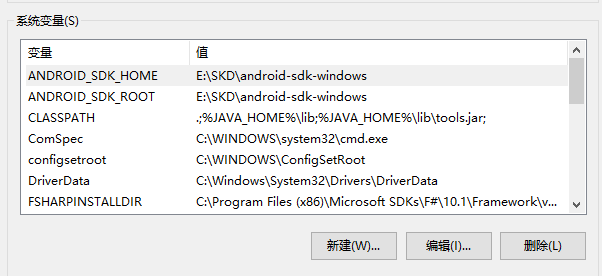 系统变量(S)
变量 值
ANDROID_SDK_HOME E:\SKD\android-sdk-windows
ANDROID_SDK_ROOT E:\SKD\android-sdk-windows
CLASSPATH .;%JAVA_HOME%\lib;%JAVA_HOME%\lib\tools.jar;
ComSpec C:\WINDOWS\system32\cmd.exe
configsetroot C:\WINDOWS\ConfigSetRoot
DriverData C:\Windows\System32\Drivers\DriverData
FSHARPINSTALLDIR C:\Program Files (x86)\Microsoft SDKs\F#\10.1\Framework\v...
新建(W)... 编辑(I)... 删除(L)